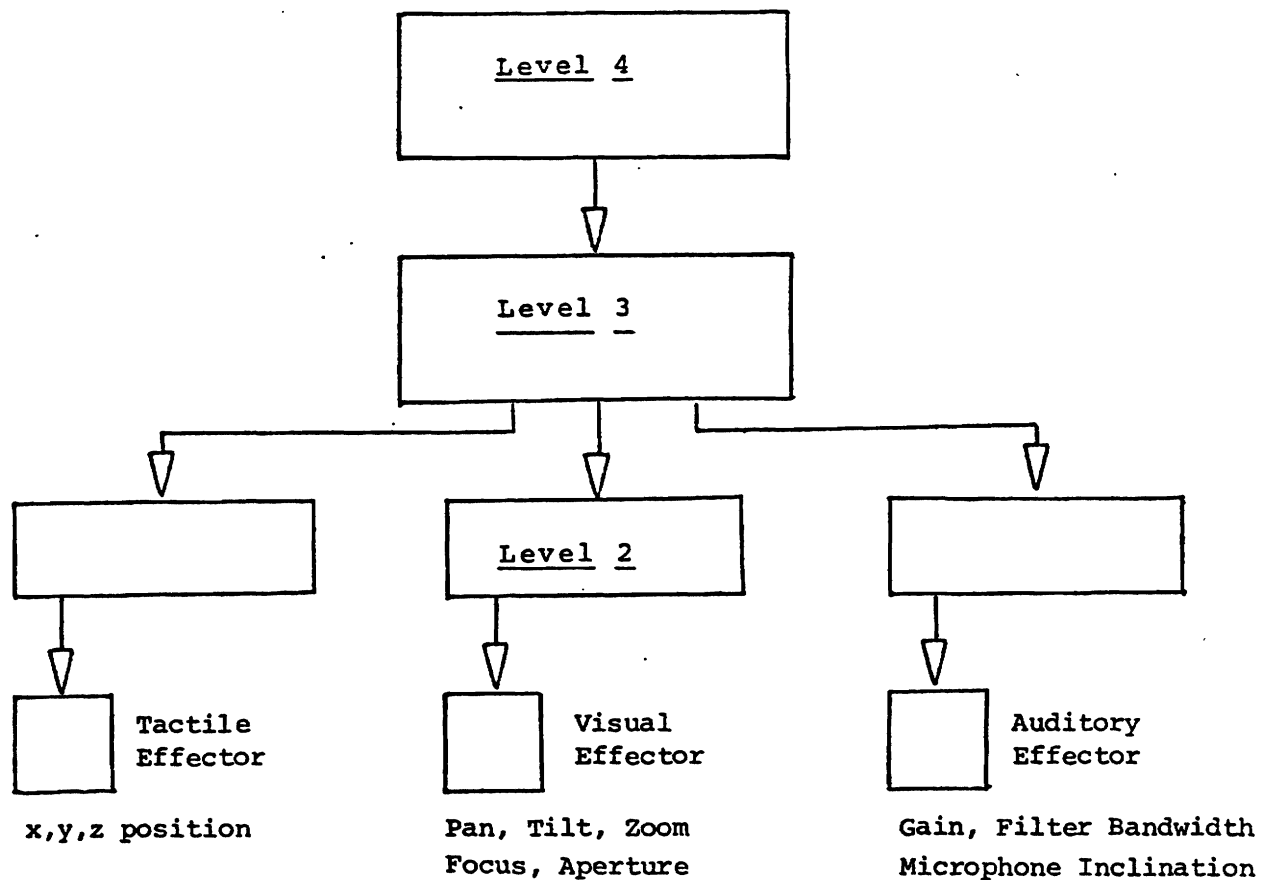 Level 4
Level 3
Level 2
Tactile
Effector
x,y,z position
Visual
Effector
Pan, Tilt, Zoom
Focus, Aperture
Auditory
Effector
Gain, Filter Bandwidth
Microphone Inclination